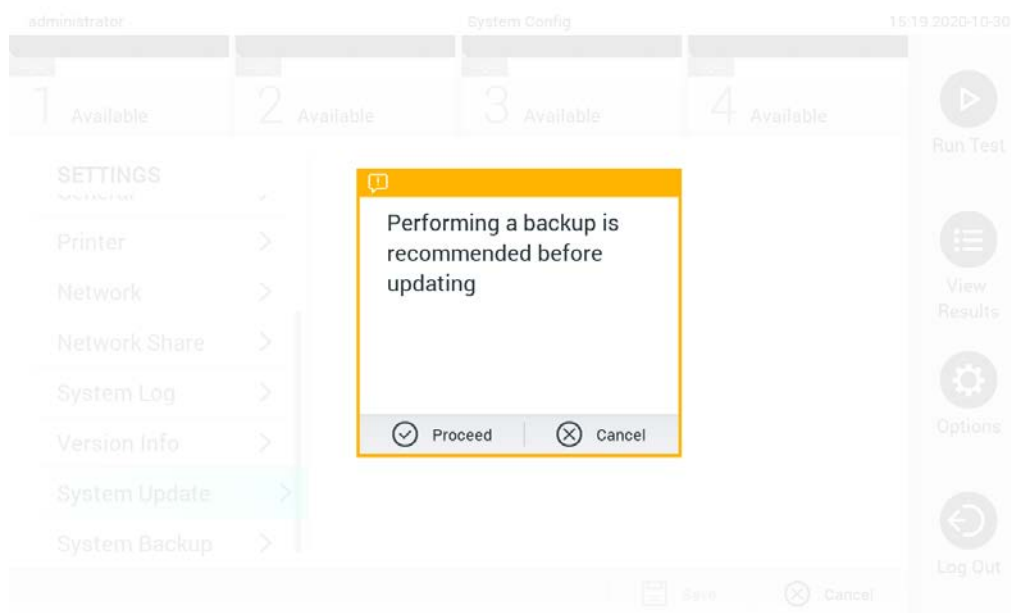 administrator
System Config
15:19 2020-10-30
1 Available
2 Available
3 Available
4 Available
Run Test
SETTINGS
General
Printer
Network
Network Share
System Log
Version Info
System Update
System Backup
Performing a backup is
recommended before
updating
Proceed
Cancel
View
Results
Options
Log Out
Save
Cancel